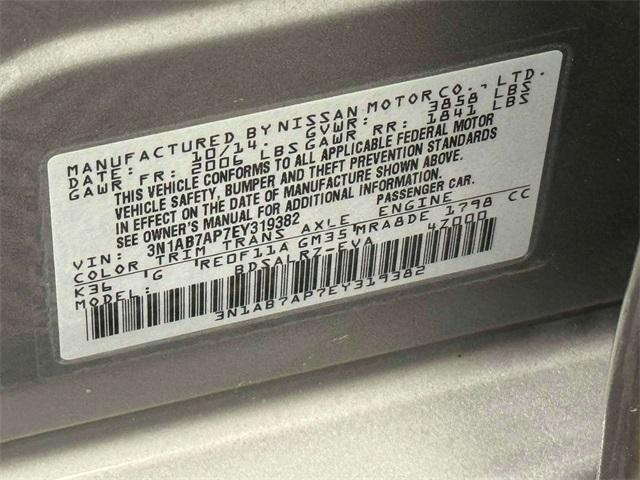 MANUFACTURED BY NISSAN MOTOR CO., LTD.
DATE: 10/14. GVWR: 3858 LBS
GAWR FR: 2006 LBS GAWR RR: 1841 LBS
THIS VEHICLE CONFORMS TO ALL APPLICABLE FEDERAL MOTOR
VEHICLE SAFETY, BUMPER AND THEFT PREVENTION STANDARDS
IN EFFECT ON THE DATE OF MANUFACTURE SHOWN ABOVE.
SEE OWNER'S MANUAL FOR ADDITIONAL INFORMATION.
VIN: 3N1AB7AP7EY319382 PASSENGER CAR.
COLOR TRIM TRANS AXLE ENGINE
K36 'G 'RE0F11A GM35 MRA8DE 1798 CC
MODEL: BDSALRZ-EVA 4Z000
3N1AB7AP7EY319382